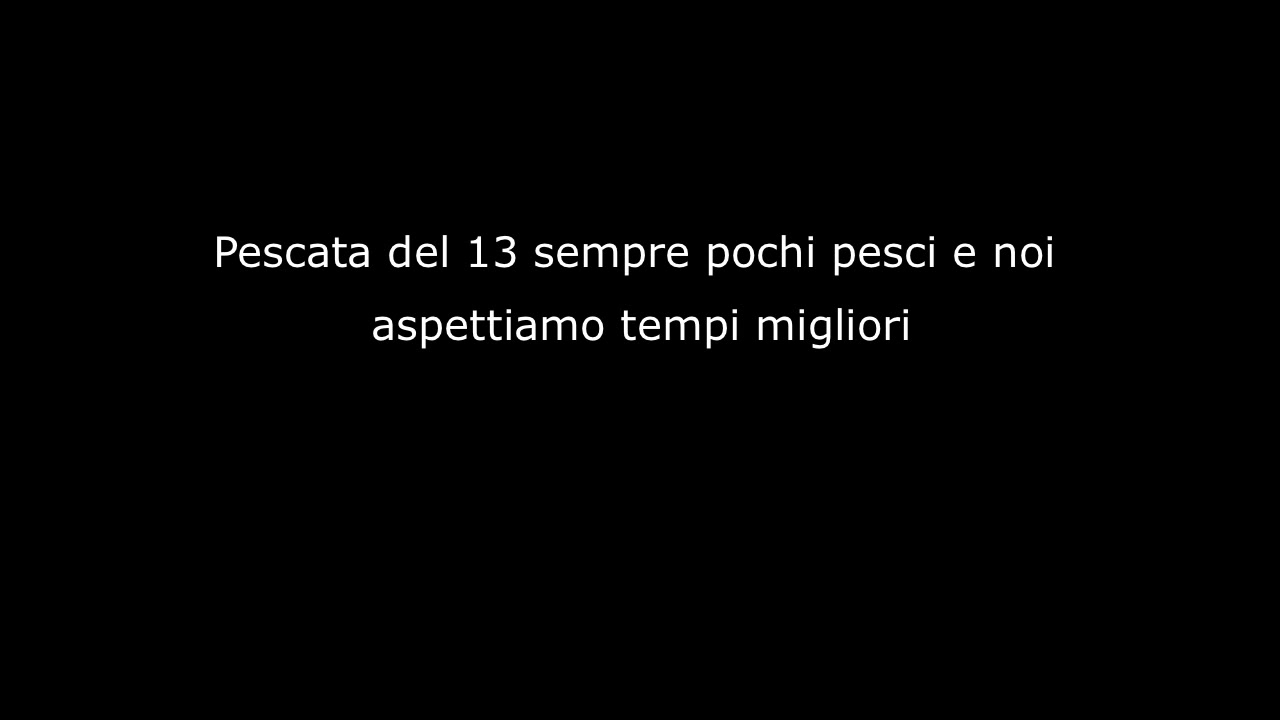 Pescata del 13 sempre pochi pesci e noi
aspettiamo tempi migliori